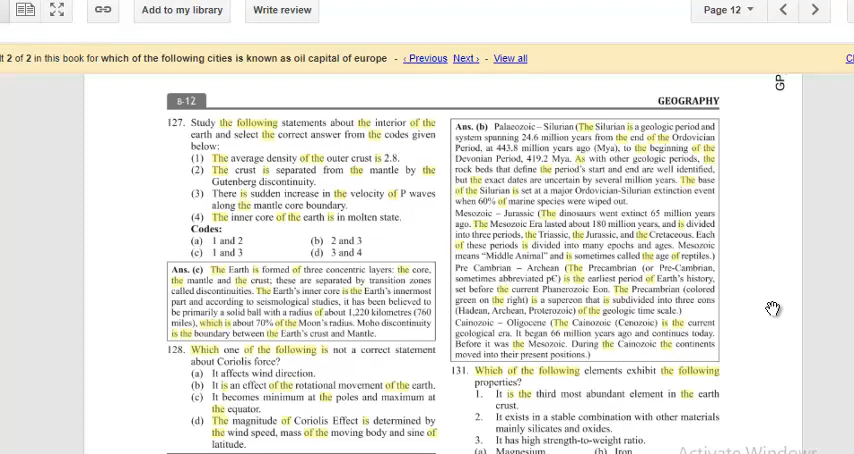 Add to my library
Write review
Page 12
lt 2 of 2 in this book for which of the following cities is known as oil capital of europe - ‹ Previous Next › - View all
Cl
GP
B-12
GEOGRAPHY
127. Study the following statements about the interior of the
earth and select the correct answer from the codes given
below:
(1) The average density of the outer crust is 2.8.
(2) The crust is separated from the mantle by the
Gutenberg discontinuity.
(3) There is sudden increase in the velocity of P waves
along the mantle core boundary.
(4) The inner core of the earth is in molten state.
Codes:
(a) 1 and 2 (b) 2 and 3
(c) 1 and 3 (d) 3 and 4
Ans. (c) The Earth is formed of three concentric layers: the core,
the mantle and the crust; these are separated by transition zones
called discontinuities. The Earth's inner core is the Earth's innermost
part and according to seismological studies, it has been believed to
be primarily a solid ball with a radius of about 1,220 kilometres (760
miles), which is about 70% of the Moon's radius. Moho discontinuity
is the boundary between the Earth's crust and Mantle.
128. Which one of the following is not a correct statement
about Coriolis force?
(a) It affects wind direction.
(b) It is an effect of the rotational movement of the earth.
(c) It becomes minimum at the poles and maximum at
the equator.
(d) The magnitude of Coriolis Effect is determined by
the wind speed, mass of the moving body and sine of
latitude.
Ans. (b) Palaeozoic – Silurian (The Silurian is a geologic period and
system spanning 24.6 million years from the end of the Ordovician
Period, at 443.8 million years ago (Mya), to the beginning of the
Devonian Period, 419.2 Mya. As with other geologic periods, the
rock beds that define the period's start and end are well identified,
but the exact dates are uncertain by several million years. The base
of the Silurian is set at a major Ordovician-Silurian extinction event
when 60% of marine species were wiped out.
Mesozoic – Jurassic (The dinosaurs went extinct 65 million years
ago. The Mesozoic Era lasted about 180 million years, and is divided
into three periods, the Triassic, the Jurassic, and the Cretaceous. Each
of these periods is divided into many epochs and ages. Mesozoic
means "Middle Animal" and is sometimes called the age of reptiles.)
Pre Cambrian – Archean (The Precambrian (or Pre-Cambrian,
sometimes abbreviated p€) is the earliest period of Earth's history,
set before the current Phanerozoic Eon. The Precambrian (colored
green on the right) is a supereon that is subdivided into three eons
(Hadean, Archean, Proterozoic) of the geologic time scale.)
Cainozoic – Oligocene (The Cainozoic (Cenozoic) is the current
geological era. It began 66 million years ago and continues today.
Before it was the Mesozoic. During the Cainozoic the continents
moved into their present positions.)
131. Which of the following elements exhibit the following
properties?
1. It is the third most abundant element in the earth
crust.
2. It exists in a stable combination with other materials
mainly silicates and oxides.
3. It has high strength-to-weight ratio.
(a) Magnesium (b) Iron
Activate Windows